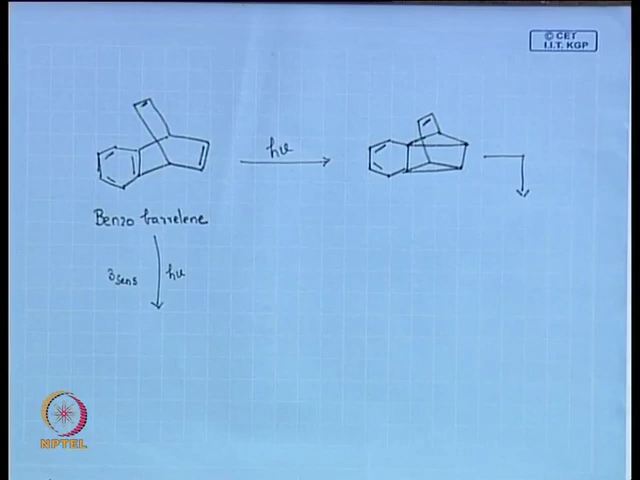 © CET
I.I.T. KGP
hν
Benzo barrelene
3sens
hν
NPTEL